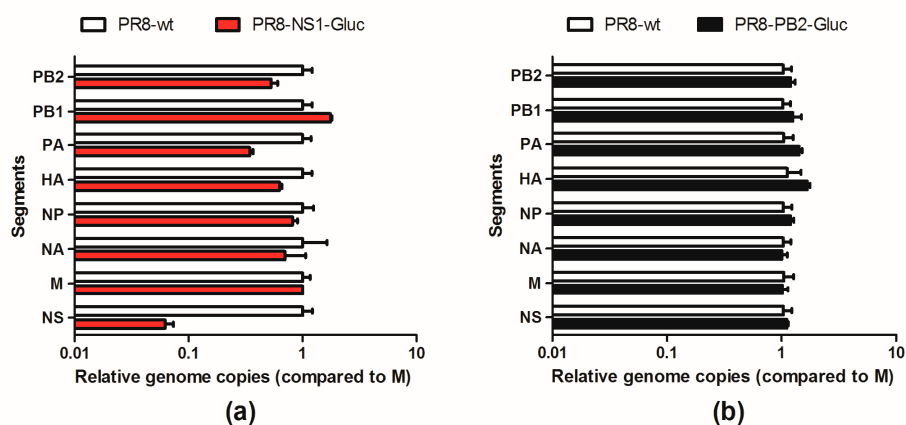 PR8-wt PR8-NS1-Gluc
PB2
PB1
PA
HA
NP
NA
M
NS
Segments
0.01 0.1 1 10
Relative genome copies (compared to M)
(a)
PR8-wt PR8-PB2-Gluc
PB2
PB1
PA
HA
NP
NA
M
NS
Segments
0.01 0.1 1 10
Relative genome copies (compared to M)
(b)